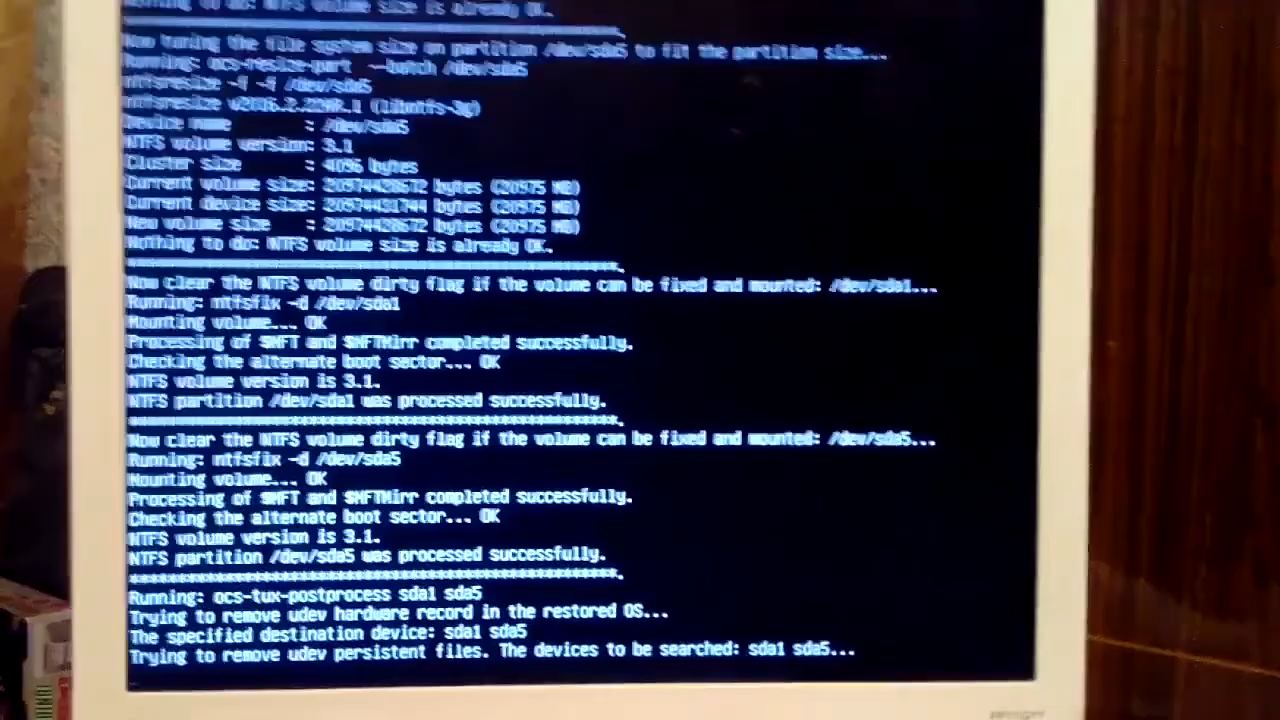 Nothing to do: NTFS volume size is already OK.
Now tuning the file system size on partition /dev/sda5 to fit the partition size...
Running: ocs-resize-part --batch /dev/sda5
ntfsresize -f -f /dev/sda5
ntfsresize (libntfs-3g)
Device name : /dev/sda5
NTFS volume version: 3.1
Cluster size : 4096 bytes
Current volume size: 20974428672 bytes (20975 MB)
Current device size: 20974431744 bytes (20975 MB)
New volume size : 20974428672 bytes (20975 MB)
Nothing to do: NTFS volume size is already OK.
Now clear the NTFS volume dirty flag if the volume can be fixed and mounted: /dev/sda1...
Running: ntfsfix -d /dev/sda1
Mounting volume... OK
Processing of $MFT and $MFTMirr completed successfully.
Checking the alternate boot sector... OK
NTFS volume version is 3.1.
NTFS partition /dev/sda1 was processed successfully.
Now clear the NTFS volume dirty flag if the volume can be fixed and mounted: /dev/sda5...
Running: ntfsfix -d /dev/sda5
Mounting volume... OK
Processing of $MFT and $MFTMirr completed successfully.
Checking the alternate boot sector... OK
NTFS volume version is 3.1.
NTFS partition /dev/sda5 was processed successfully.
Running: ocs-tux-postprocess sda1 sda5
Trying to remove udev hardware record in the restored OS...
The specified destination device: sda1 sda5
Trying to remove udev persistent files. The devices to be searched: sda1 sda5...